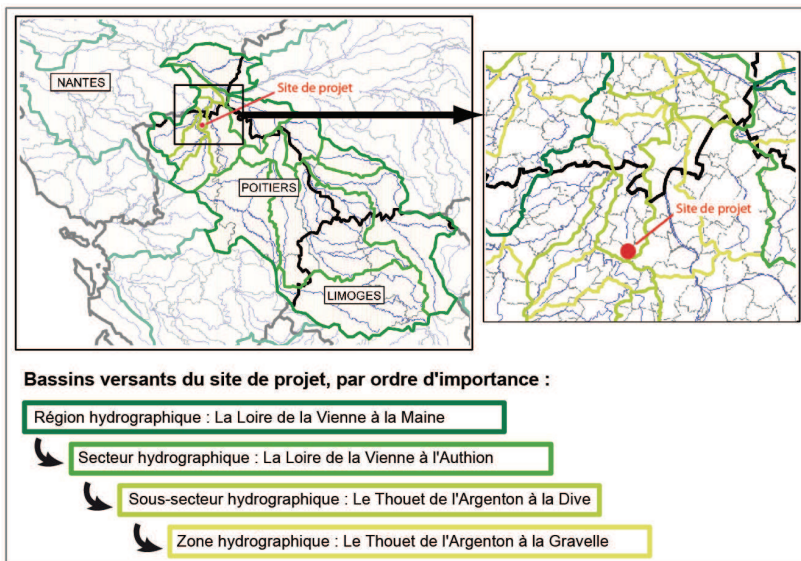 NANTES
Site de projet
POITIERS
LIMOGES
Site de projet
Bassins versants du site de projet, par ordre d'importance :
Région hydrographique : La Loire de la Vienne à la Maine
Secteur hydrographique : La Loire de la Vienne à l'Authion
Sous-secteur hydrographique : Le Thouet de l'Argenton à la Dive
Zone hydrographique : Le Thouet de l'Argenton à la Gravelle